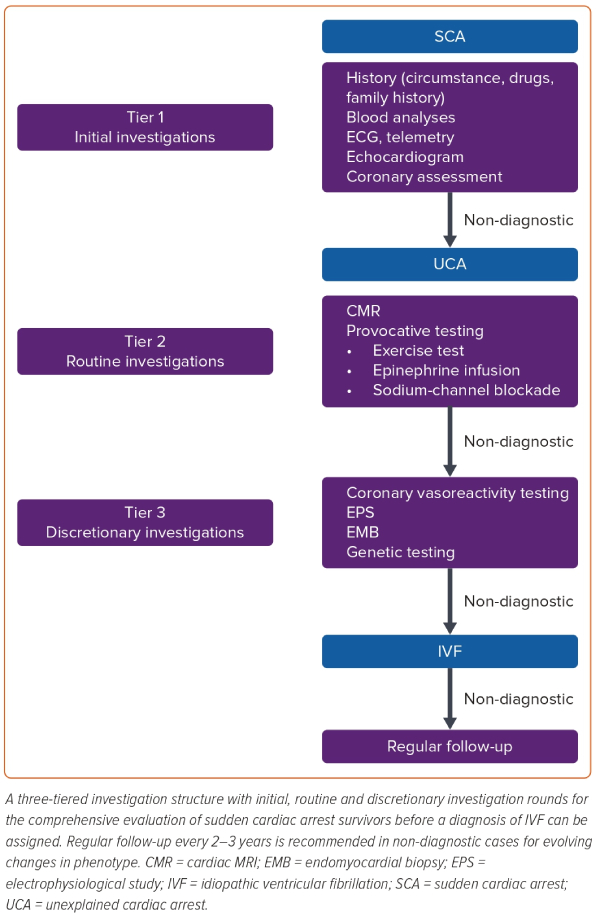 SCA
Tier 1
Initial investigations
History (circumstance, drugs,
family history)
Blood analyses
ECG, telemetry
Echocardiogram
Coronary assessment
Non-diagnostic
UCA
Tier 2
Routine investigations
CMR
Provocative testing
• Exercise test
• Epinephrine infusion
• Sodium-channel blockade
Non-diagnostic
Tier 3
Discretionary investigations
Coronary vasoreactivity testing
EPS
EMB
Genetic testing
Non-diagnostic
IVF
Non-diagnostic
Regular follow-up
A three-tiered investigation structure with initial, routine and discretionary investigation rounds for
the comprehensive evaluation of sudden cardiac arrest survivors before a diagnosis of IVF can be
assigned. Regular follow-up every 2–3 years is recommended in non-diagnostic cases for evolving
changes in phenotype. CMR = cardiac MRI; EMB = endomyocardial biopsy; EPS =
electrophysiological study; IVF = idiopathic ventricular fibrillation; SCA = sudden cardiac arrest;
UCA = unexplained cardiac arrest.